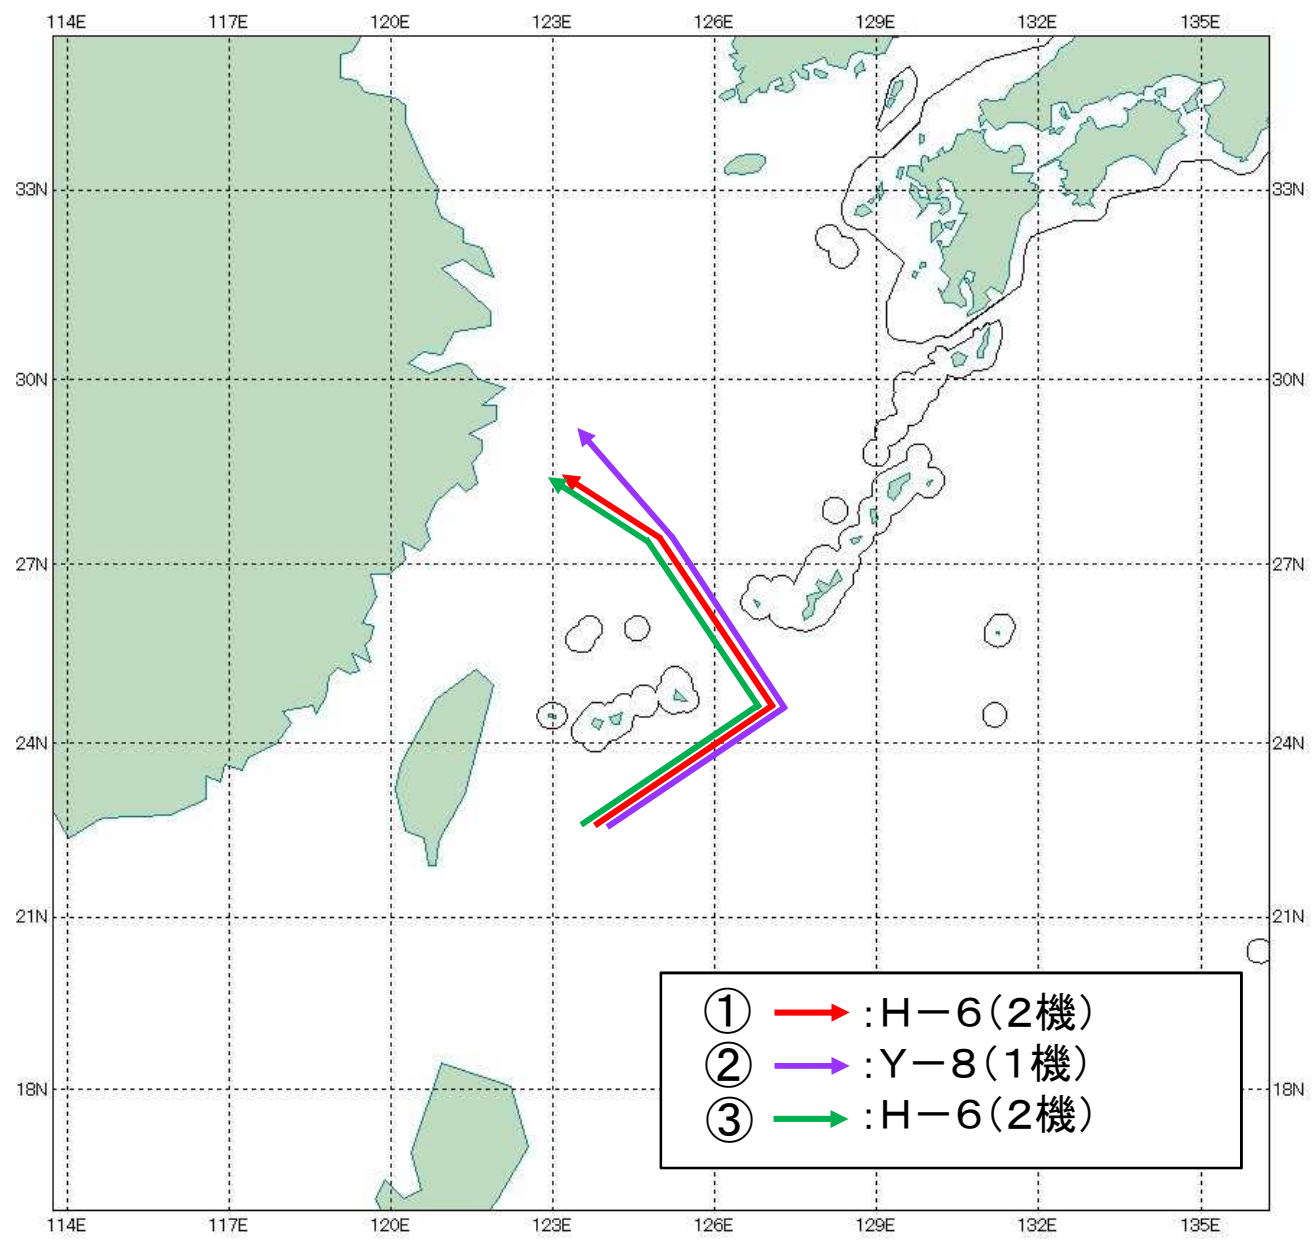 114E 117E 120E 123E 126E 129E 132E 135E
33N 33N
30N 30N
27N 27N
24N 24N
21N 21N
① :H－6(2機)
② :Y－8(1機)
18N 18N
③ :H－6(2機)
114E 117E 120E 123E 126E 129E 132E 135E